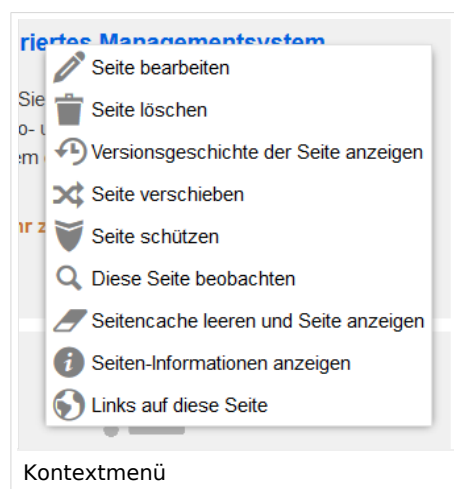 riertes Managementsystem
Seite bearbeiten
Sie
Seite löschen
o- u
Versionsgeschichte der Seite anzeigen
Seite verschieben
Seite schützen
Diese Seite beobachten
Seitencache leeren und Seite anzeigen
Seiten-Informationen anzeigen
Links auf diese Seite
Kontextmenü